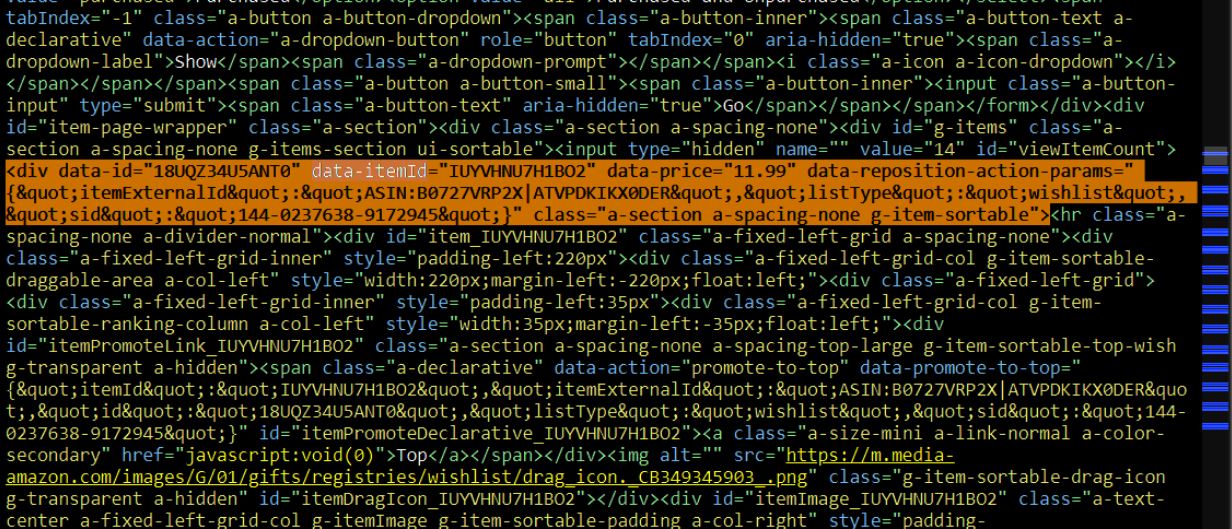 tabIndex="-1" class="a-button a-button-dropdown"><span class="a-button-inner"><span class="a-button-text a-
declarative" data-action="a-dropdown-button" role="button" tabIndex="0" aria-hidden="true"><span class="a-
dropdown-label">Show</span><span class="a-dropdown-prompt"></span></span><i class="a-icon a-icon-dropdown"></i>
</span></span></span><span class="a-button a-button-small"><span class="a-button-inner"><input class="a-button-
input" type="submit"><span class="a-button-text" aria-hidden="true">Go</span></span></span></form></div><div
id="item-page-wrapper" class="a-section"><div class="a-section a-spacing-none"><div id="g-items" class="a-
section a-spacing-none g-items-section ui-sortable"><input type="hidden" name="" value="14" id="viewItemCount">
<div data-id="18UQZ34U5ANT0" data-itemId="IUYVHNU7H1BO2" data-price="11.99" data-reposition-action-params="
{&quot;itemExternalId&quot;:&quot;ASIN:B0727VRP2X|ATVPDKIKX0DER&quot;,&quot;listType&quot;:&quot;wishlist&quot;,
&quot;sid&quot;:&quot;144-0237638-9172945&quot;}" class="a-section a-spacing-none g-item-sortable"><hr class="a-
spacing-none a-divider-normal"><div id="item_IUYVHNU7H1BO2" class="a-fixed-left-grid a-spacing-none"><div
class="a-fixed-left-grid-inner" style="padding-left:220px"><div class="a-fixed-left-grid-col g-item-sortable-
draggable-area a-col-left" style="width:220px;margin-left:-220px;float:left;"><div class="a-fixed-left-grid">
<div class="a-fixed-left-grid-inner" style="padding-left:35px"><div class="a-fixed-left-grid-col g-item-
sortable-ranking-column a-col-left" style="width:35px;margin-left:-35px;float:left;"><div
id="itemPromoteLink_IUYVHNU7H1BO2" class="a-section a-spacing-none a-spacing-top-large g-item-sortable-top-wish
g-transparent a-hidden"><span class="a-declarative" data-action="promote-to-top" data-promote-to-top="
{&quot;itemId&quot;:&quot;IUYVHNU7H1BO2&quot;,&quot;itemExternalId&quot;:&quot;ASIN:B0727VRP2X|ATVPDKIKX0DER&quo
t;,&quot;id&quot;:&quot;18UQZ34U5ANT0&quot;,&quot;listType&quot;:&quot;wishlist&quot;,&quot;sid&quot;:&quot;144-
0237638-9172945&quot;}" id="itemPromoteDeclarative_IUYVHNU7H1BO2"><a class="a-size-mini a-link-normal a-color-
secondary" href="javascript:void(0)">Top</a></span></div><img alt="" src="https://m.media-
amazon.com/images/G/01/gifts/registries/wishlist/drag_icon._CB349345903_.png" class="g-item-sortable-drag-icon
g-transparent a-hidden" id="itemDragIcon_IUYVHNU7H1BO2"></div><div id="itemImage_IUYVHNU7H1BO2" class="a-text-
center a-fixed-left-grid-col g-itemImage g-item-sortable-padding a-col-right" style="padding-